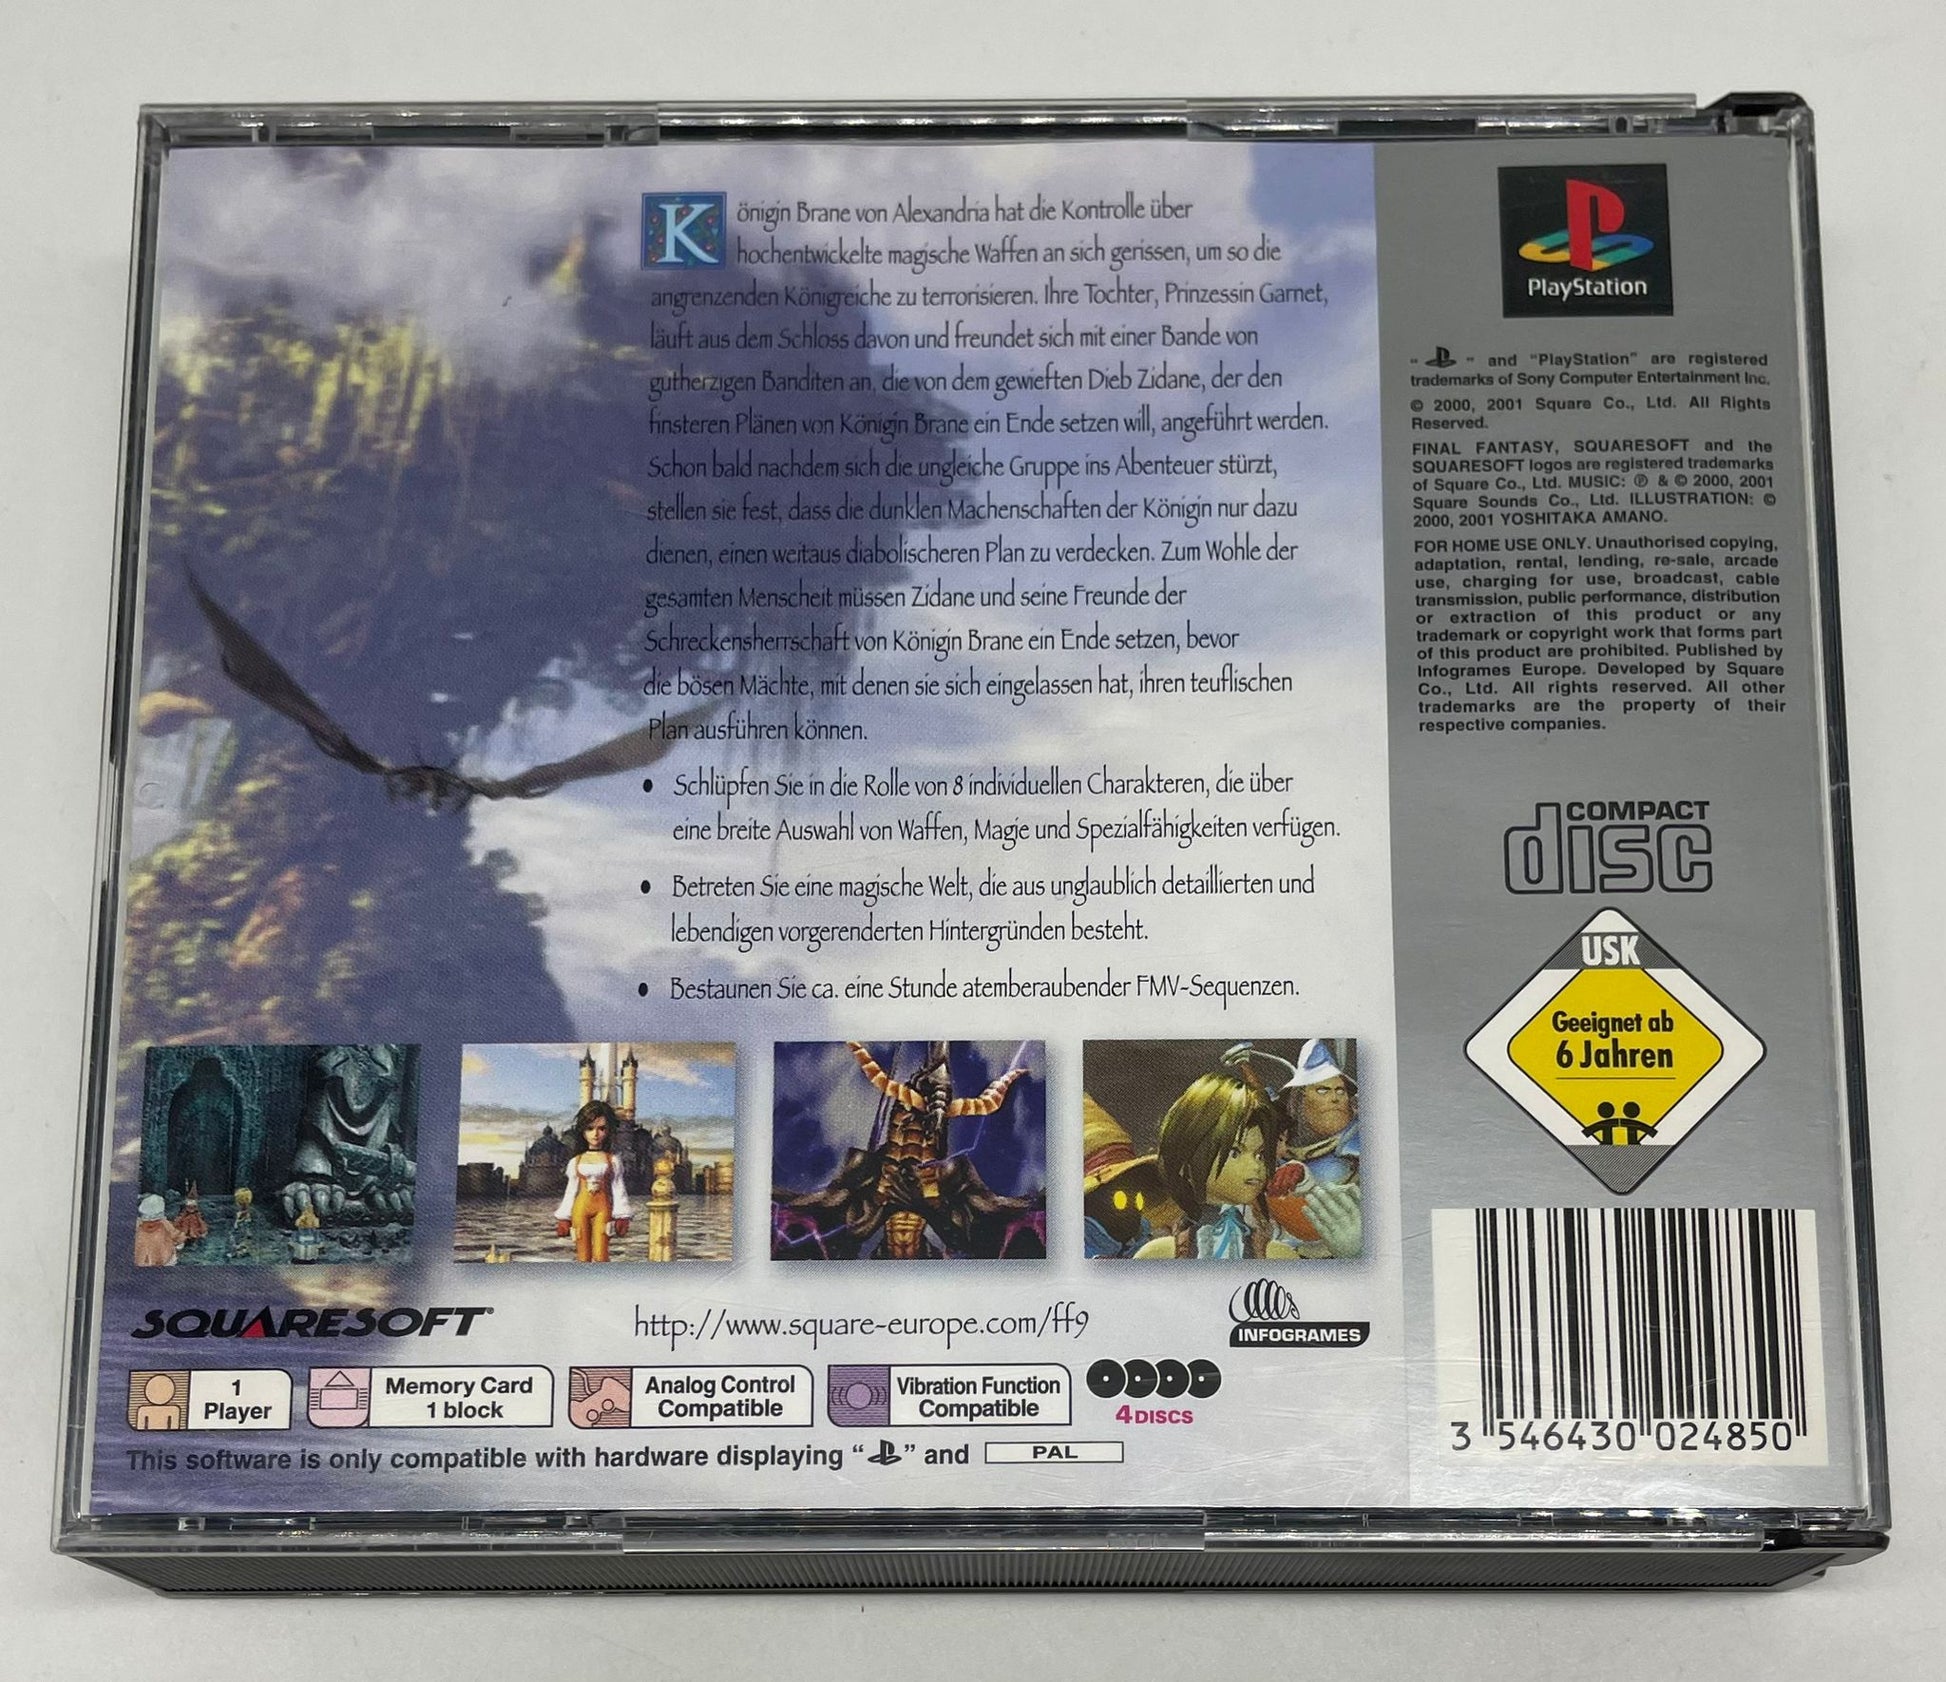 Königin Brane von Alexandria hat die Kontrolle über
hochentwickelte magische Waffen an sich gerissen, um so die
angrenzenden Königreiche zu terrorisieren. Ihre Tochter, Prinzessin Garnet,
läuft aus dem Schloss davon und freundet sich mit einer Bande von
gutherzigen Banditen an, die von dem gewieften Dieb Zidane, der den
finsteren Plänen von Königin Brane ein Ende setzen will, angeführt werden.
Schon bald nachdem sich die ungleiche Gruppe ins Abenteuer stürzt,
stellen sie fest, dass die dunklen Machenschaften der Königin nur dazu
dienen, einen weitaus diabolischeren Plan zu verdecken. Zum Wohle der
gesamten Menscheit müssen Zidane und seine Freunde der
Schreckensherrschaft von Königin Brane ein Ende setzen, bevor
die bösen Mächte, mit denen sie sich eingelassen hat, ihren teuflischen
Plan ausführen können.
• Schlüpfen Sie in die Rolle von 8 individuellen Charakteren, die über
eine breite Auswahl von Waffen, Magie und Spezialfähigkeiten verfügen.
• Betreten Sie eine magische Welt, die aus unglaublich detaillierten und
lebendigen vorgerenderten Hintergründen besteht.
• Bestaunen Sie ca. eine Stunde atemberaubender FMV-Sequenzen.
SQUARESOFT
http://www.square-europe.com/ff9
INFOGRAMES
1
Player
Memory Card
1 block
Analog Control
Compatible
Vibration Function
Compatible
4 DISCS
This software is only compatible with hardware displaying " " and PAL
PlayStation
" " and "PlayStation" are registered
trademarks of Sony Computer Entertainment Inc.
© 2000, 2001 Square Co., Ltd. All Rights
Reserved.
FINAL FANTASY, SQUARESOFT and the
SQUARESOFT logos are registered trademarks
of Square Co., Ltd. MUSIC: ℗ & © 2000, 2001
Square Sounds Co., Ltd. ILLUSTRATION: ©
2000, 2001 YOSHITAKA AMANO.
FOR HOME USE ONLY. Unauthorised copying,
adaptation, rental, lending, re-sale, arcade
use, charging for use, broadcast, cable
transmission, public performance, distribution
or extraction of this product or any
trademark or copyright work that forms part
of this product are prohibited. Published by
Infogrames Europe. Developed by Square
Co., Ltd. All rights reserved. All other
trademarks are the property of their
respective companies.
COMPACT
disc
USK
Geeignet ab
6 Jahren
3 546430 024850